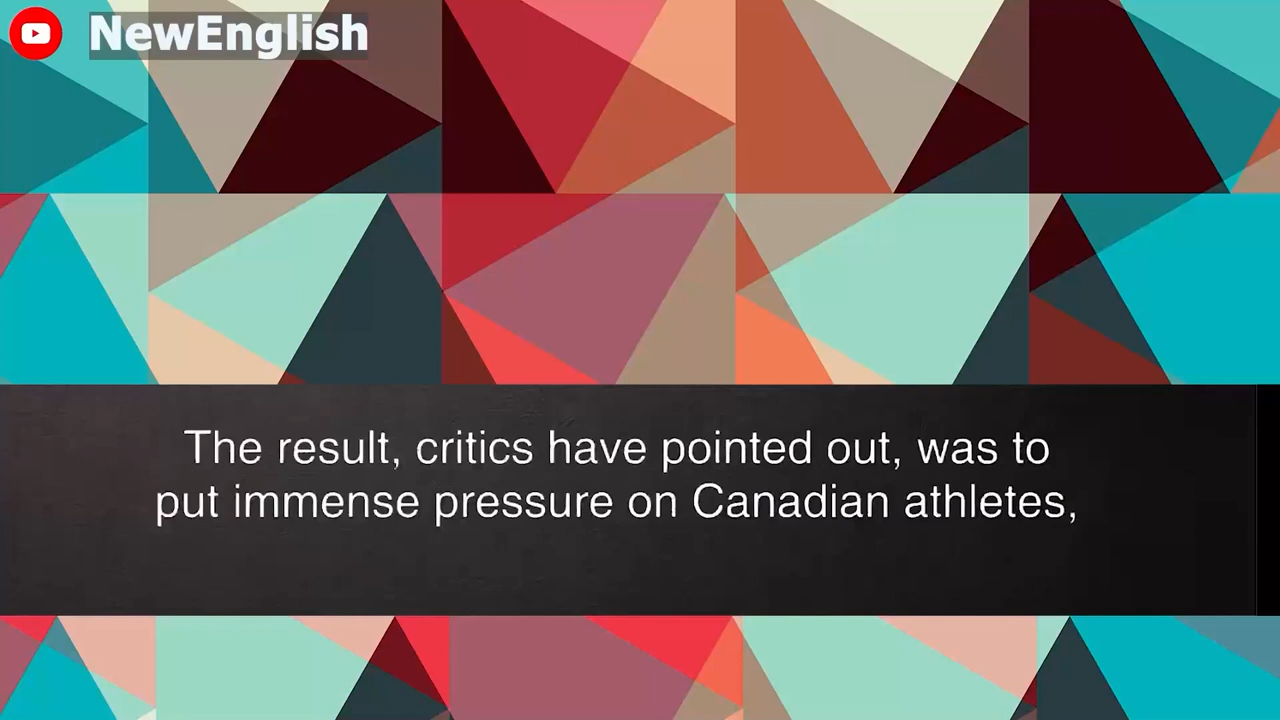 NewEnglish
The result, critics have pointed out, was to
put immense pressure on Canadian athletes,